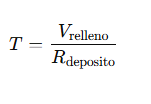 T = V_relleno / R_deposito